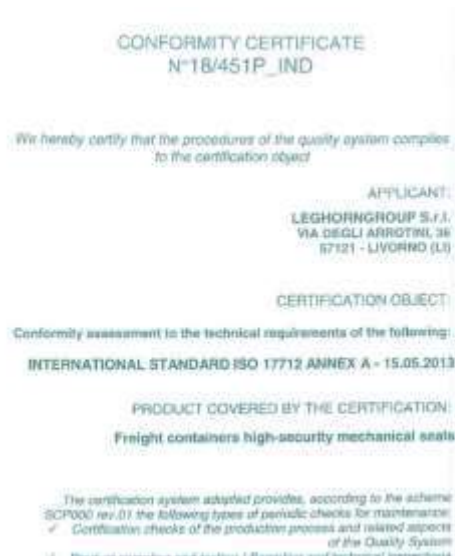 CONFORMITY CERTIFICATE
N°18/451P_IND
We hereby certify that the procedures of the quality system complies
to the certification object
APPLICANT:
LEGHORNGROUP S.r.l.
VIA DEGLI ARROTINI, 36
57121 - LIVORNO (LI)
CERTIFICATION OBJECT:
Conformity assessment to the technical requirements of the following:
INTERNATIONAL STANDARD ISO 17712 ANNEX A - 15.05.2013
PRODUCT COVERED BY THE CERTIFICATION:
Freight containers high-security mechanical seals
The certification system adopted provides, according to the scheme
SCP000 rev.01 the following types of periodic checks for maintenance:
✓ Certification checks of the production process and related aspects
of the Quality System